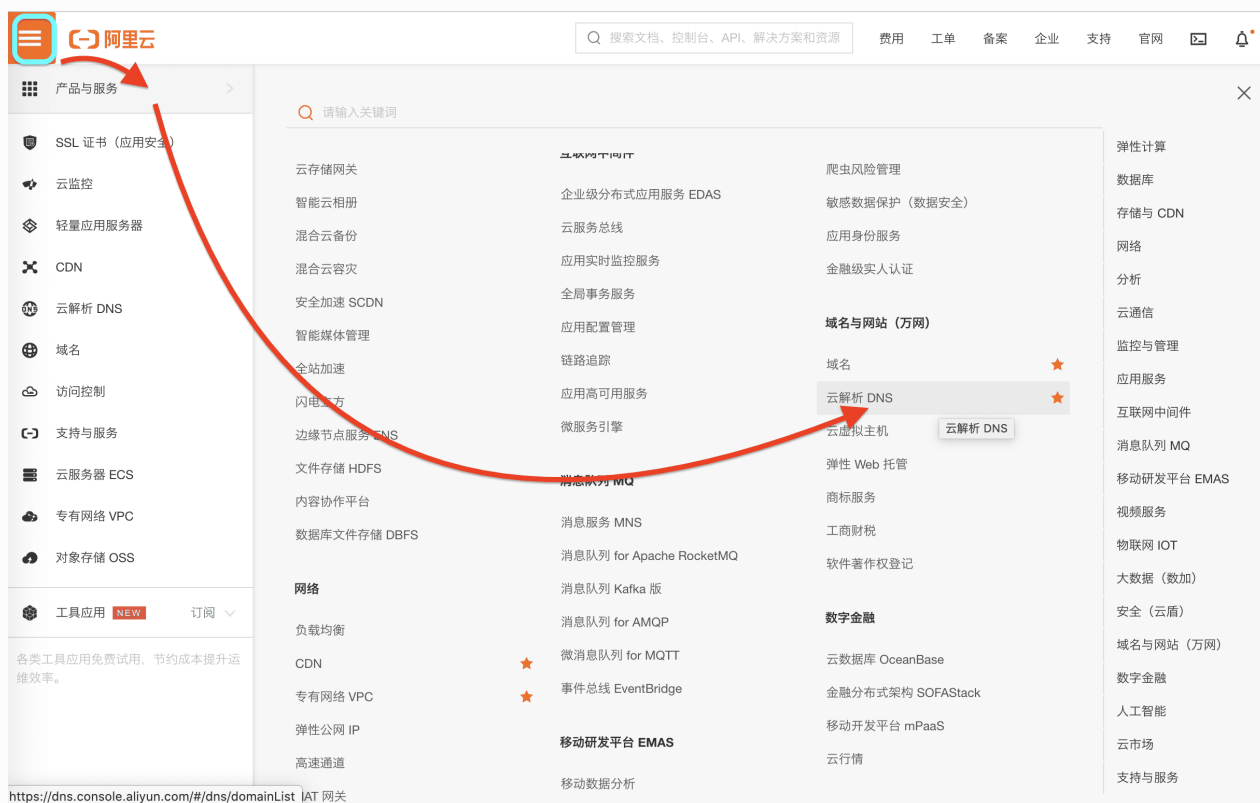 阿里云
搜索文档、控制台、API、解决方案和资源
费用
工单
备案
企业
支持
官网
产品与服务
SSL 证书（应用安全）
云监控
轻量应用服务器
CDN
云解析 DNS
域名
访问控制
支持与服务
云服务器 ECS
专有网络 VPC
对象存储 OSS
工具应用 NEW 订阅
各类工具应用免费试用，节约成本提升运
维效率。
请输入关键词
云存储网关
智能云相册
混合云备份
混合云容灾
安全加速 SCDN
智能媒体管理
全站加速
闪电立方
边缘节点服务 ENS
文件存储 HDFS
内容协作平台
数据库文件存储 DBFS
网络
负载均衡
CDN
专有网络 VPC
弹性公网 IP
高速通道
NAT 网关
互联网中间件
企业级分布式应用服务 EDAS
云服务总线
应用实时监控服务
全局事务服务
应用配置管理
链路追踪
应用高可用服务
微服务引擎
消息队列 MQ
消息服务 MNS
消息队列 for Apache RocketMQ
消息队列 Kafka 版
消息队列 for AMQP
微消息队列 for MQTT
事件总线 EventBridge
移动研发平台 EMAS
移动数据分析
爬虫风险管理
敏感数据保护（数据安全）
应用身份服务
金融级实人认证
域名与网站（万网）
域名
云解析 DNS
云虚拟主机
云解析 DNS
弹性 Web 托管
商标服务
工商财税
软件著作权登记
数字金融
云数据库 OceanBase
金融分布式架构 SOFAStack
移动开发平台 mPaaS
云行情
弹性计算
数据库
存储与 CDN
网络
分析
云通信
监控与管理
应用服务
互联网中间件
消息队列 MQ
移动研发平台 EMAS
视频服务
物联网 IOT
大数据（数加）
安全（云盾）
域名与网站（万网）
数字金融
人工智能
云市场
支持与服务
https://dns.console.aliyun.com/#/dns/domainList